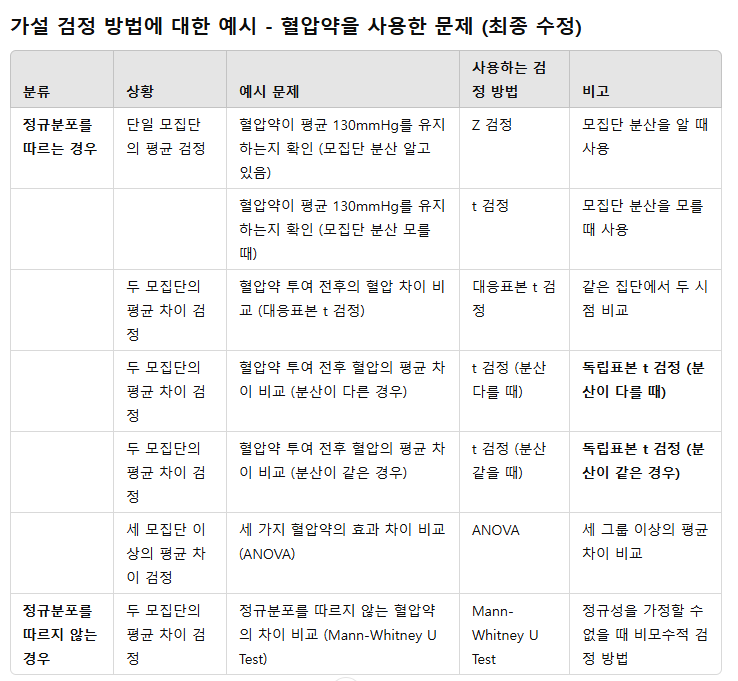 가설 검정 방법에 대한 예시 - 혈압약을 사용한 문제 (최종 수정)
분류
상황
예시 문제
사용하는 검
정 방법
비고
정규분포를
따르는 경우
단일 모집단
의 평균 검정
혈압약이 평균 130mmHg를 유지
하는지 확인 (모집단 분산 알고
있음)
Z 검정
모집단 분산을 알 때
사용
혈압약이 평균 130mmHg를 유지
하는지 확인 (모집단 분산 모를
때)
t 검정
모집단 분산을 모를
때 사용
두 모집단의
평균 차이 검
정
혈압약 투여 전후의 혈압 차이 비
교 (대응표본 t 검정)
대응표본 t 검
정
같은 집단에서 두 시
점 비교
두 모집단의
평균 차이 검
정
혈압약 투여 전후 혈압의 평균 차
이 비교 (분산이 다른 경우)
t 검정 (분산
다를 때)
독립표본 t 검정 (분
산이 다를 때)
두 모집단의
평균 차이 검
정
혈압약 투여 전후 혈압의 평균 차
이 비교 (분산이 같은 경우)
t 검정 (분산
같을 때)
독립표본 t 검정 (분
산이 같은 경우)
세 모집단 이
상의 평균 차
이 검정
세 가지 혈압약의 효과 차이 비교
(ANOVA)
ANOVA
세 그룹 이상의 평균
차이 비교
정규분포를
따르지 않는
경우
두 모집단의
평균 차이 검
정
정규분포를 따르지 않는 혈압약
의 차이 비교 (Mann-Whitney U
Test)
Mann-
Whitney U
Test
정규성을 가정할 수
없을 때 비모수적 검
정 방법